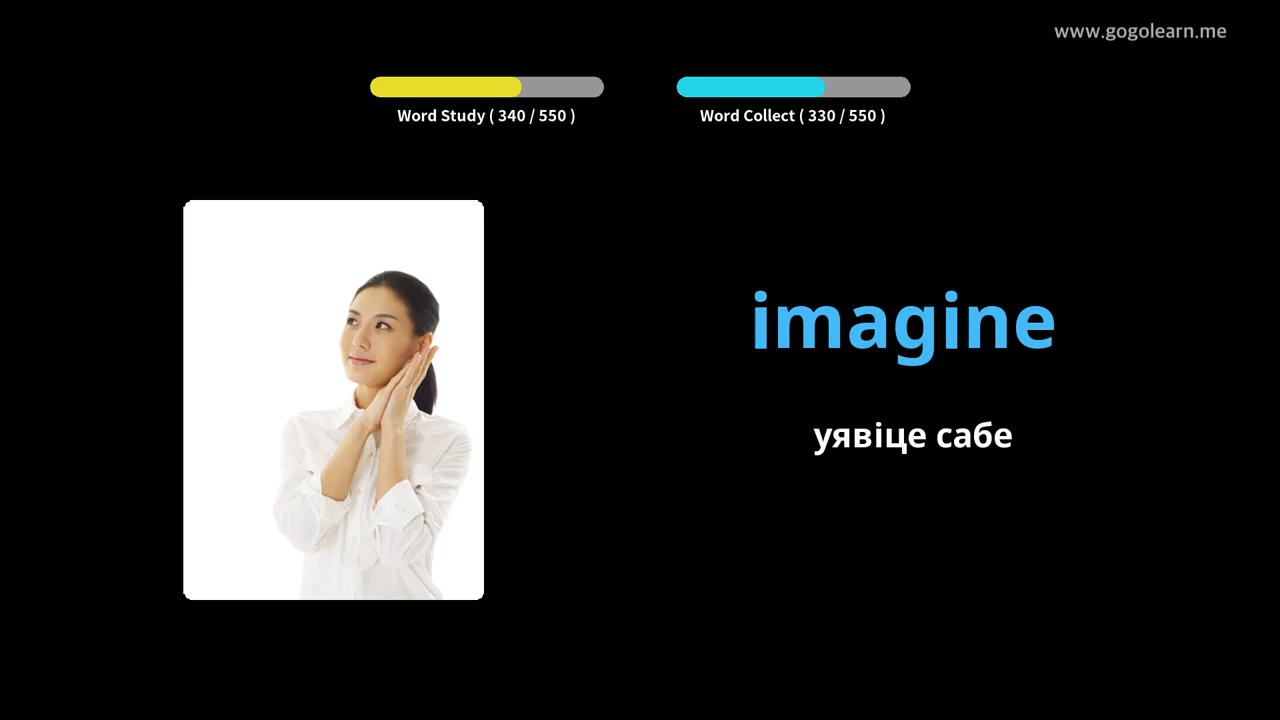 www.gogolearn.me
Word Study ( 340 / 550 )
Word Collect ( 330 / 550 )
imagine
уявіце сабе